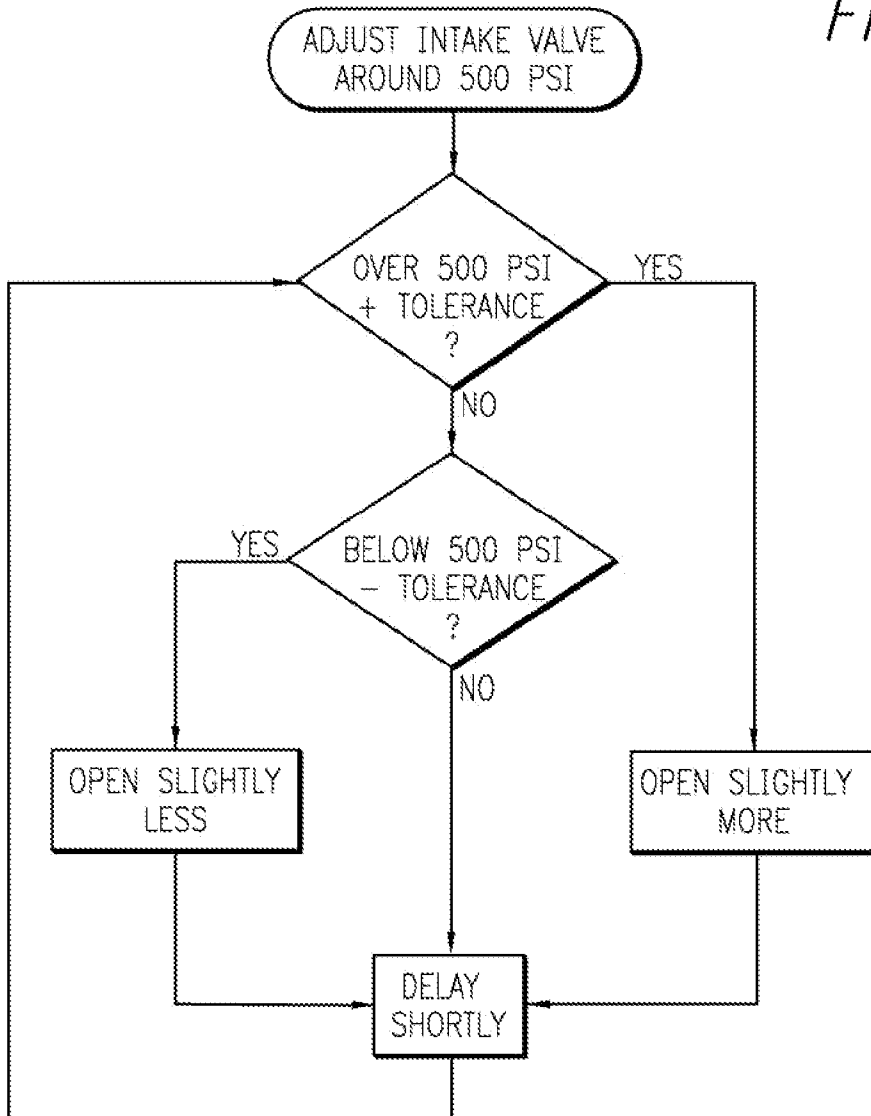 ADJUST INTAKE VALVE
AROUND 500 PSI
OVER 500 PSI
+ TOLERANCE
?
YES
NO
BELOW 500 PSI
- TOLERANCE
?
YES
NO
OPEN SLIGHTLY
LESS
OPEN SLIGHTLY
MORE
DELAY
SHORTLY